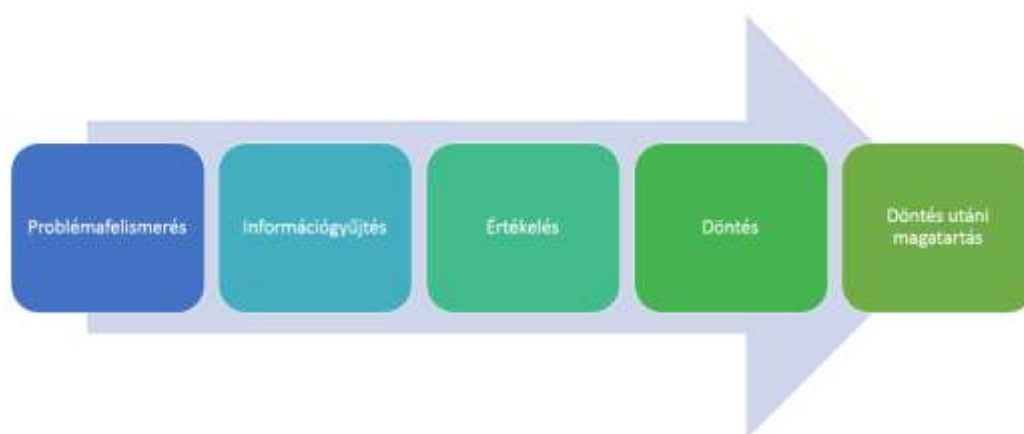 Problémafelismerés
Információgyűjtés
Értékelés
Döntés
Döntés utáni
magatartás